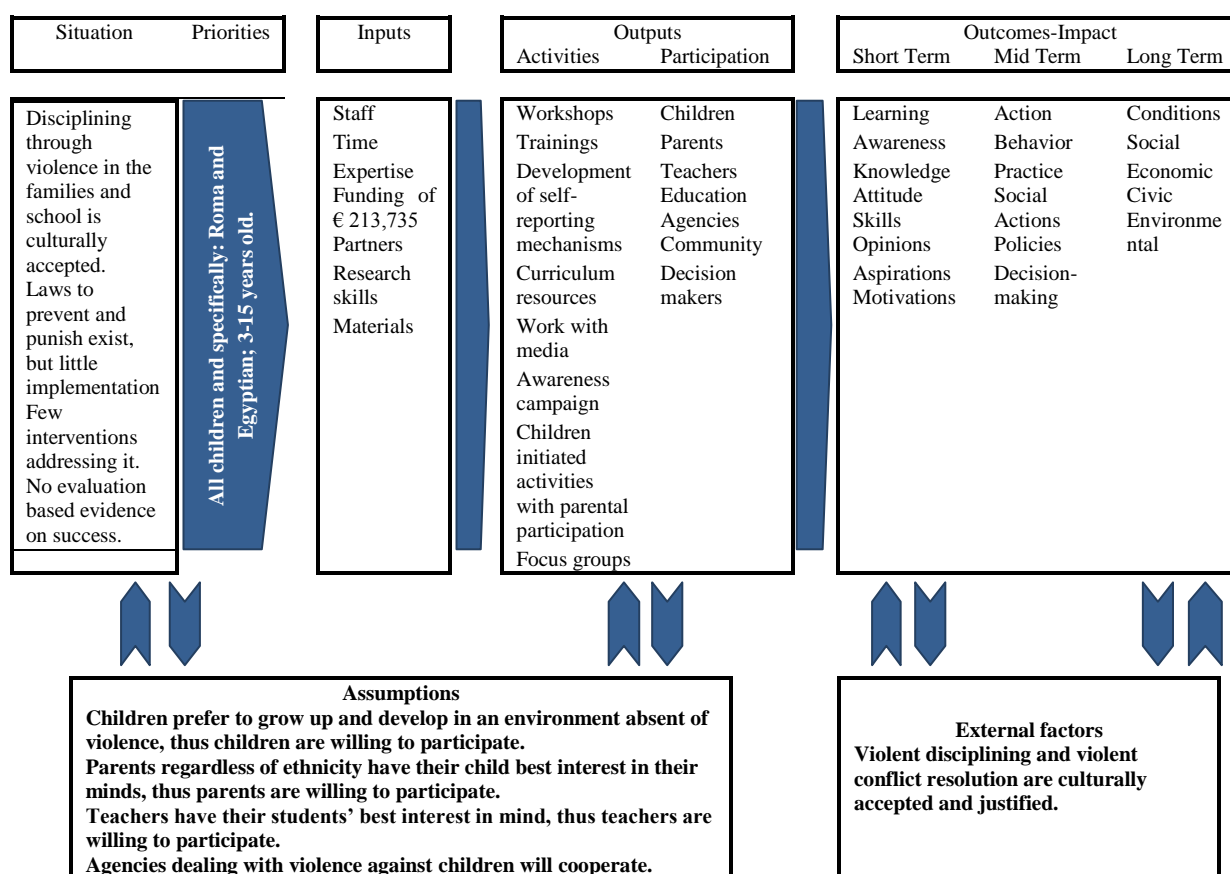 Situation Priorities
Inputs
Outputs
Activities Participation
Outcomes-Impact
Short Term Mid Term Long Term
Disciplining
through
violence in the
families and
school is
culturally
accepted.
Laws to
prevent and
punish exist,
but little
implementation
Few
interventions
addressing it.
No evaluation
based evidence
on success.
All children and specifically: Roma and
Egyptian; 3-15 years old.
Staff
Time
Expertise
Funding of
€ 213,735
Partners
Research
skills
Materials
Workshops
Trainings
Development
of self-
reporting
mechanisms
Curriculum
resources
Work with
media
Awareness
campaign
Children
initiated
activities
with parental
participation
Focus groups
Children
Parents
Teachers
Education
Agencies
Community
Decision
makers
Learning
Awareness
Knowledge
Attitude
Skills
Opinions
Aspirations
Motivations
Action
Behavior
Practice
Social
Actions
Policies
Decision-
making
Conditions
Social
Economic
Civic
Environme
ntal
Assumptions
Children prefer to grow up and develop in an environment absent of
violence, thus children are willing to participate.
Parents regardless of ethnicity have their child best interest in their
minds, thus parents are willing to participate.
Teachers have their students’ best interest in mind, thus teachers are
willing to participate.
Agencies dealing with violence against children will cooperate.
External factors
Violent disciplining and violent
conflict resolution are culturally
accepted and justified.